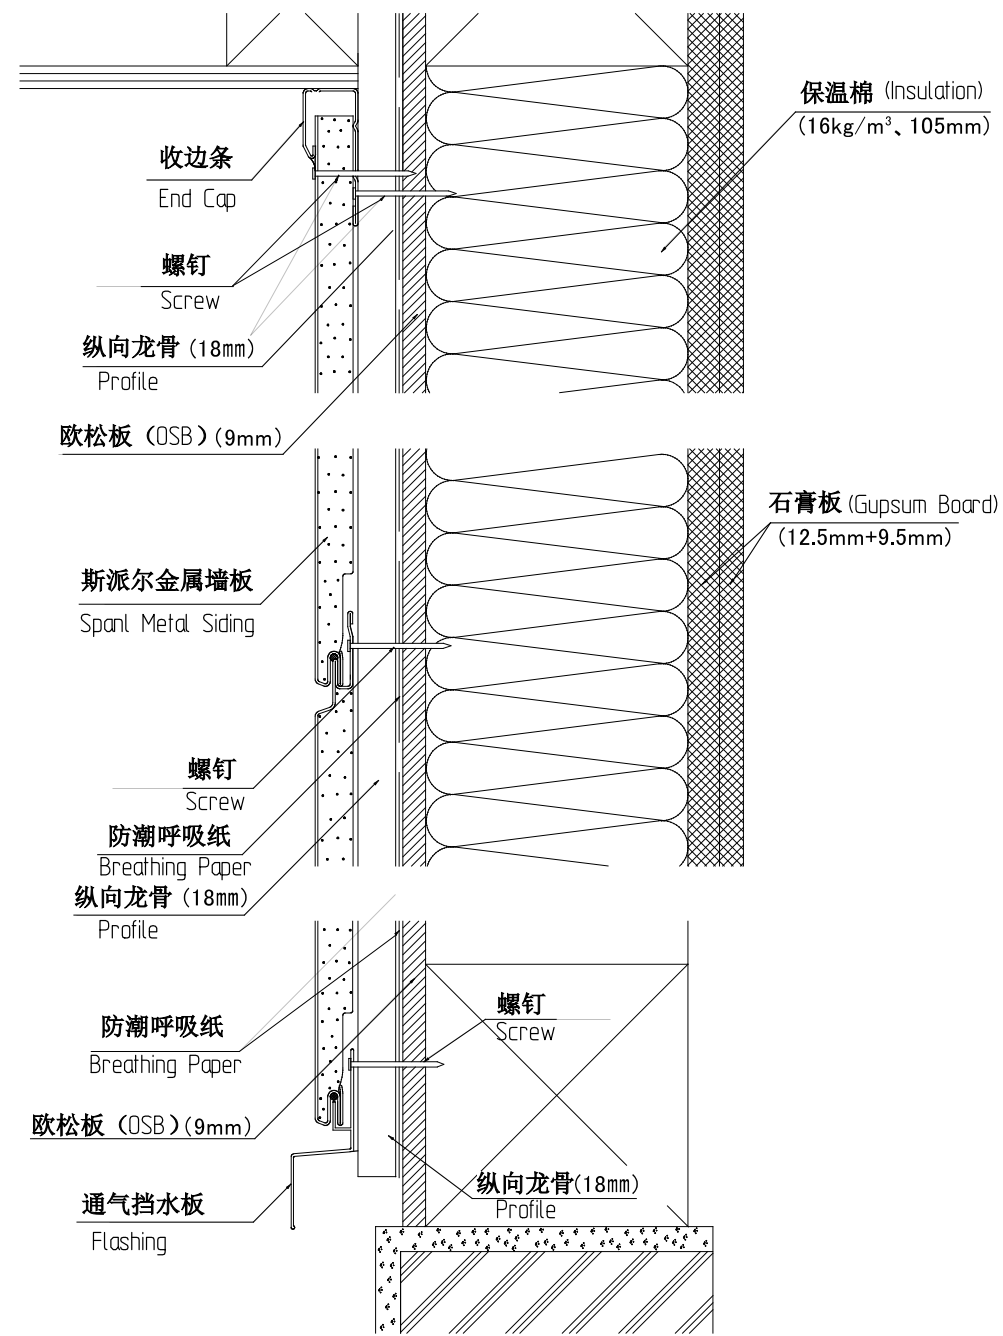 保温棉 (Insulation)
(16kg/m³、105mm)
收边条
End Cap
螺钉
Screw
纵向龙骨 (18mm)
Profile
欧松板 (OSB) (9mm)
石膏板 (Gupsum Board)
(12.5mm+9.5mm)
斯派尔金属墙板
Spanl Metal Siding
螺钉
Screw
防潮呼吸纸
Breathing Paper
纵向龙骨 (18mm)
Profile
螺钉
Screw
防潮呼吸纸
Breathing Paper
欧松板 (OSB) (9mm)
纵向龙骨(18mm)
Profile
通气挡水板
Flashing